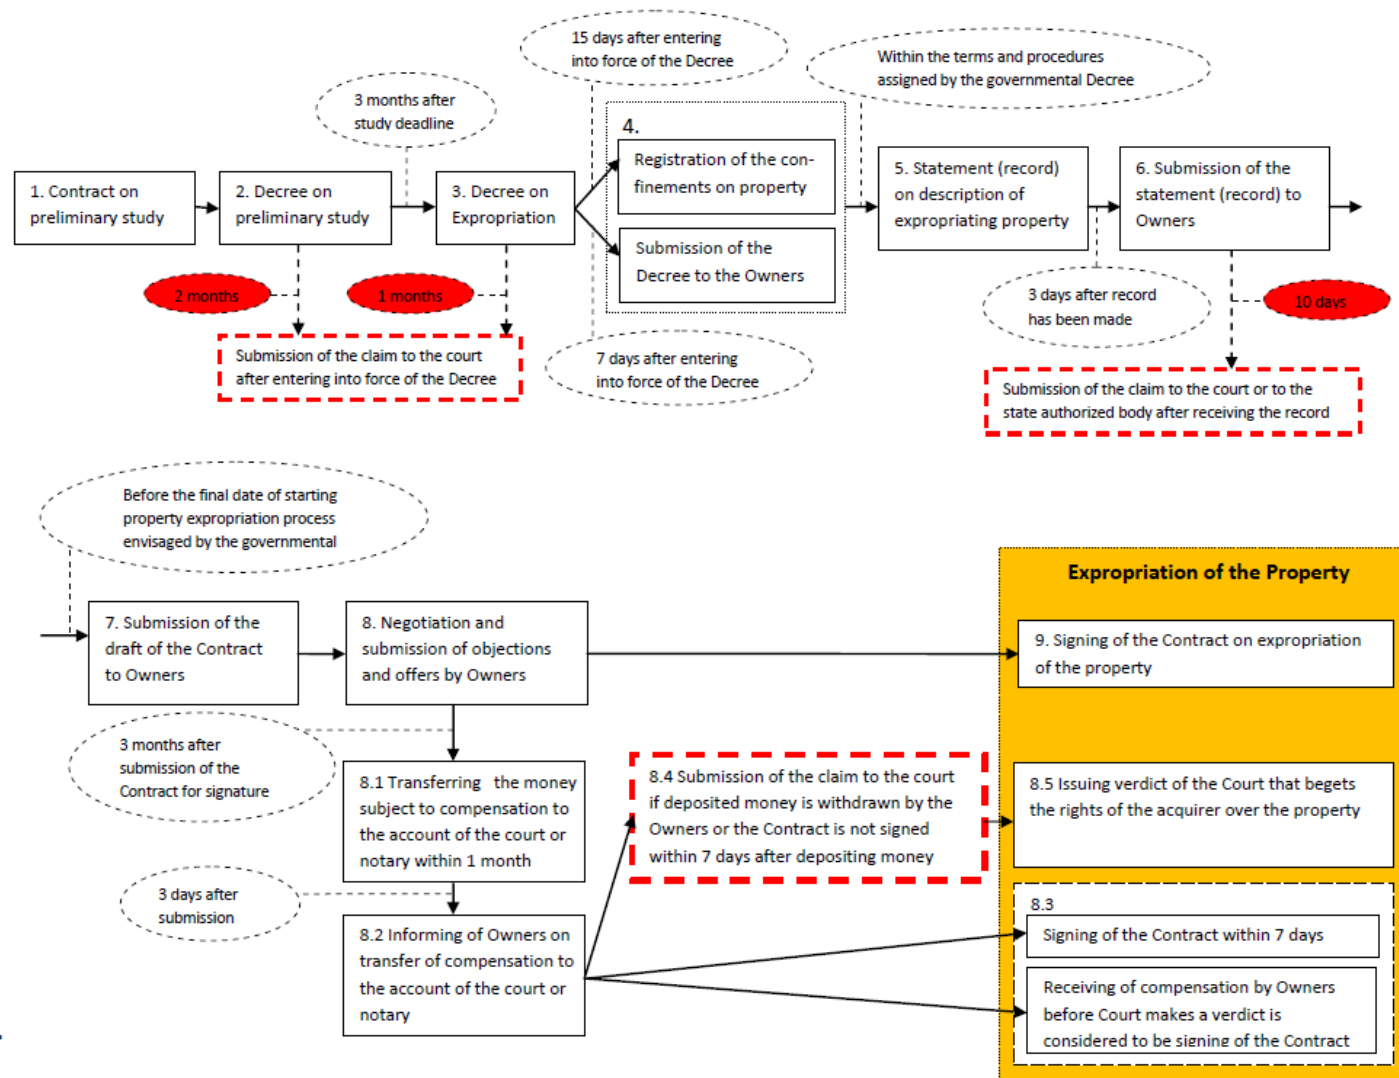 15 days after entering
into force of the Decree
Within the terms and procedures
assigned by the governmental Decree
3 months after
study deadline
4.
Registration of the con-
finements on property
Submission of the
Decree to the Owners
1. Contract on
preliminary study
2. Decree on
preliminary study
3. Decree on
Expropriation
5. Statement (record)
on description of
expropriating property
6. Submission of the
statement (record) to
Owners
2 months
1 months
3 days after record
has been made
10 days
Submission of the claim to the court
after entering into force of the Decree
7 days after entering
into force of the Decree
Submission of the claim to the court or to the
state authorized body after receiving the record
Before the final date of starting
property expropriation process
envisaged by the governmental
Expropriation of the Property
7. Submission of the
draft of the Contract
to Owners
8. Negotiation and
submission of objections
and offers by Owners
9. Signing of the Contract on expropriation
of the property
3 months after
submission of the
Contract for signature
8.1 Transferring the money
subject to compensation to
the account of the court or
notary within 1 month
8.4 Submission of the claim to the court
if deposited money is withdrawn by the
Owners or the Contract is not signed
within 7 days after depositing money
8.5 Issuing verdict of the Court that begets
the rights of the acquirer over the property
3 days after
submission
8.2 Informing of Owners on
transfer of compensation to
the account of the court or
notary
8.3
Signing of the Contract within 7 days
Receiving of compensation by Owners
before Court makes a verdict is
considered to be signing of the Contract